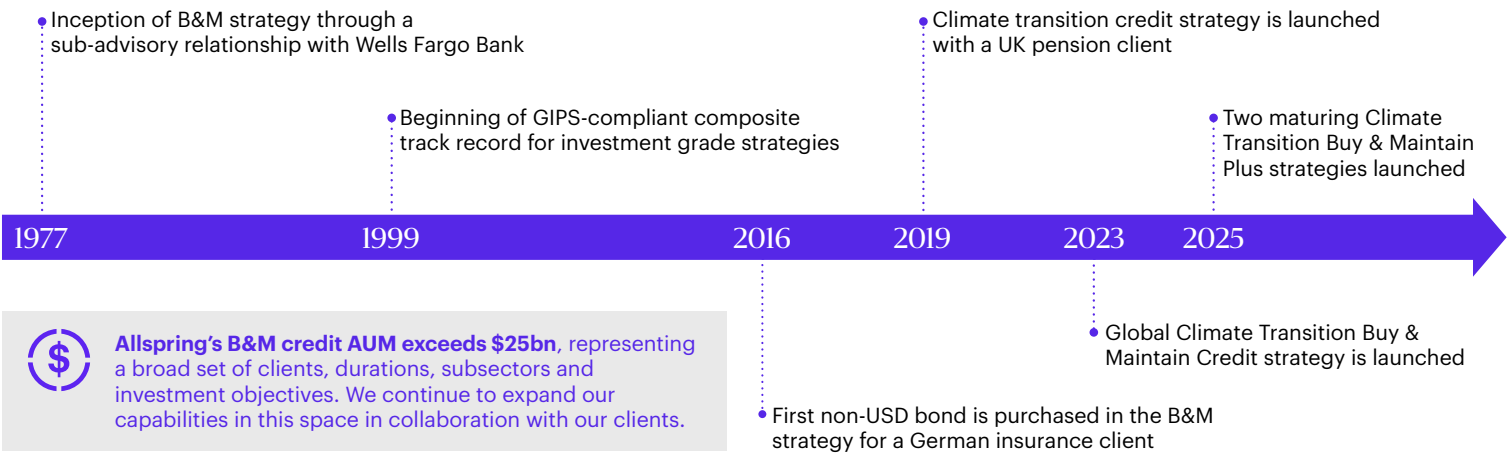 Inception of B&M strategy through a
sub-advisory relationship with Wells Fargo Bank
Climate transition credit strategy is launched
with a UK pension client
Beginning of GIPS-compliant composite
track record for investment grade strategies
Two maturing Climate
Transition Buy & Maintain
Plus strategies launched
1977
1999
2016
2019
2023
2025
$
Allspring's B&M credit AUM exceeds $25bn, representing
a broad set of clients, durations, subsectors and
investment objectives. We continue to expand our
capabilities in this space in collaboration with our clients.
Global Climate Transition Buy &
Maintain Credit strategy is launched
First non-USD bond is purchased in the B&M
strategy for a German insurance client